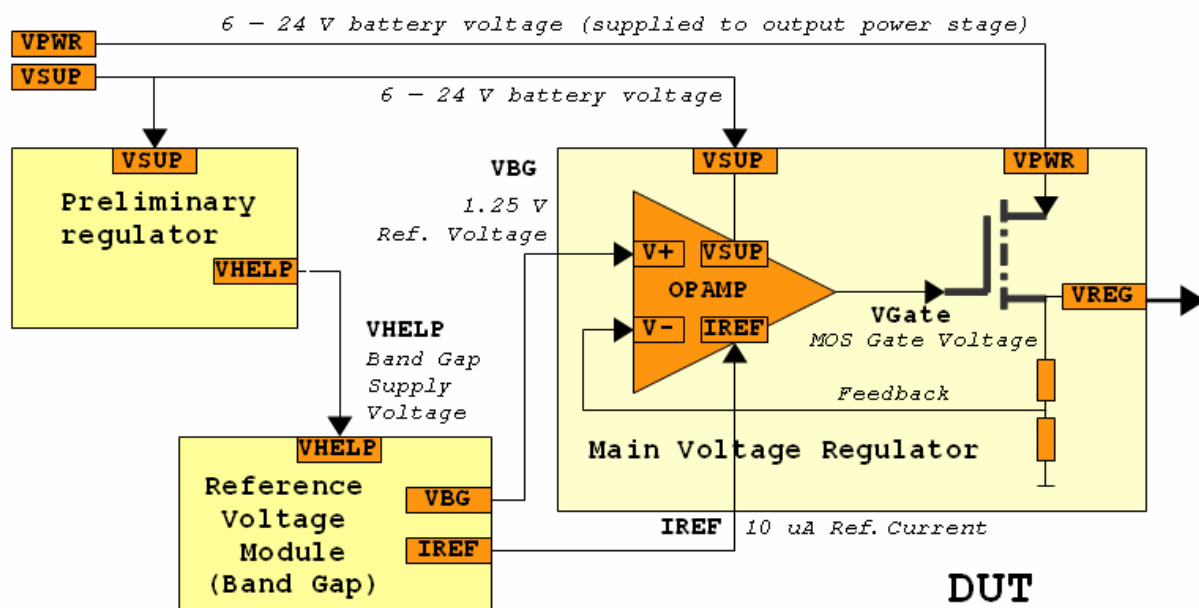 6 – 24 V battery voltage (supplied to output power stage)
VPWR
VSUP
6 – 24 V battery voltage
VSUP
Preliminary
regulator
VHELP
VHELP
Band Gap
Supply
Voltage
VHELP
Reference
Voltage
Module
(Band Gap)
VBG
IREF
VBG
1.25 V
Ref. Voltage
VSUP
VPWR
V+
VSUP
OPAMP
V-
IREF
VGate
MOS Gate Voltage
VREG
Feedback
Main Voltage Regulator
IREF 10 uA Ref. Current
DUT